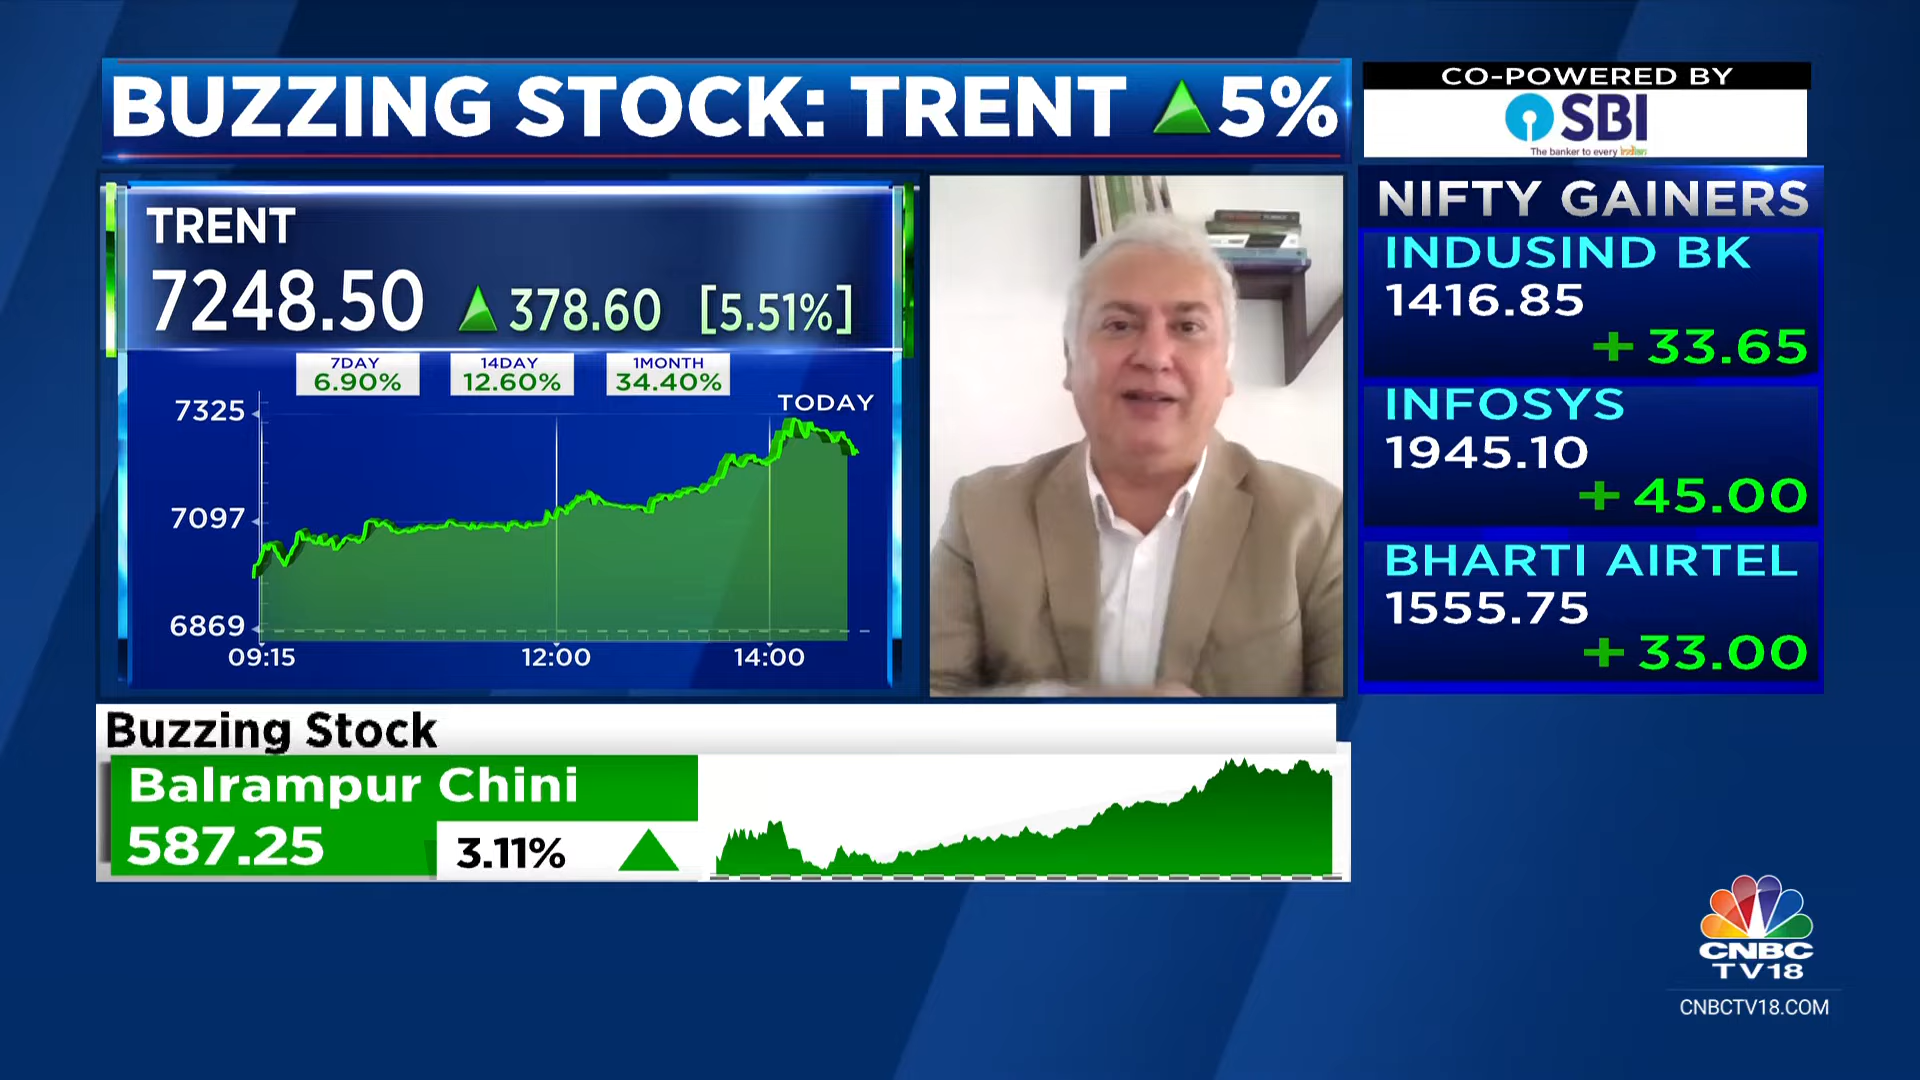 BUZZING STOCK: TRENT ▲5%
CO-POWERED BY
SBI
The banker to every indian
TRENT
7248.50 ▲ 378.60 [5.51%]
7DAY
6.90%
14DAY
12.60%
1MONTH
34.40%
TODAY
7325
7097
6869
09:15 12:00 14:00
NIFTY GAINERS
INDUSIND BK
1416.85
+ 33.65
INFOSYS
1945.10
+ 45.00
BHARTI AIRTEL
1555.75
+ 33.00
Buzzing Stock
Balrampur Chini
587.25 3.11% ▲
CNBC
TV18
CNBCTV18.COM